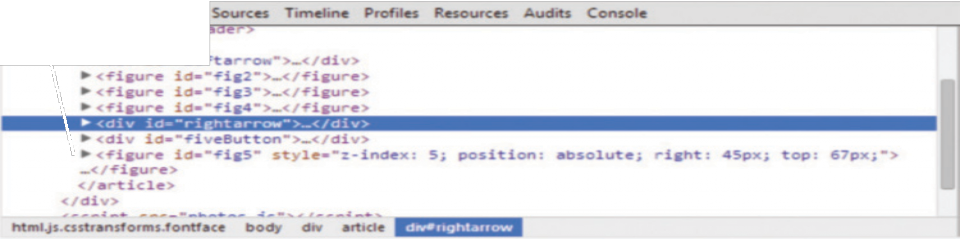 Sources Timeline Profiles Resources Audits Console
ader>
ftarrow">…</div>
▶<figure id="fig2">…</figure>
▶<figure id="fig3">…</figure>
▶<figure id="fig4">…</figure>
▶<div id="rightarrow">…</div>
▶<div id="fiveButton">…</div>
▶<figure id="fig5" style="z-index: 5; position: absolute; right: 45px; top: 67px;">
…</figure>
</article>
</div>
<script src="photos.js"></script>
html.js.csstransforms.fontface body div article div#rightarrow